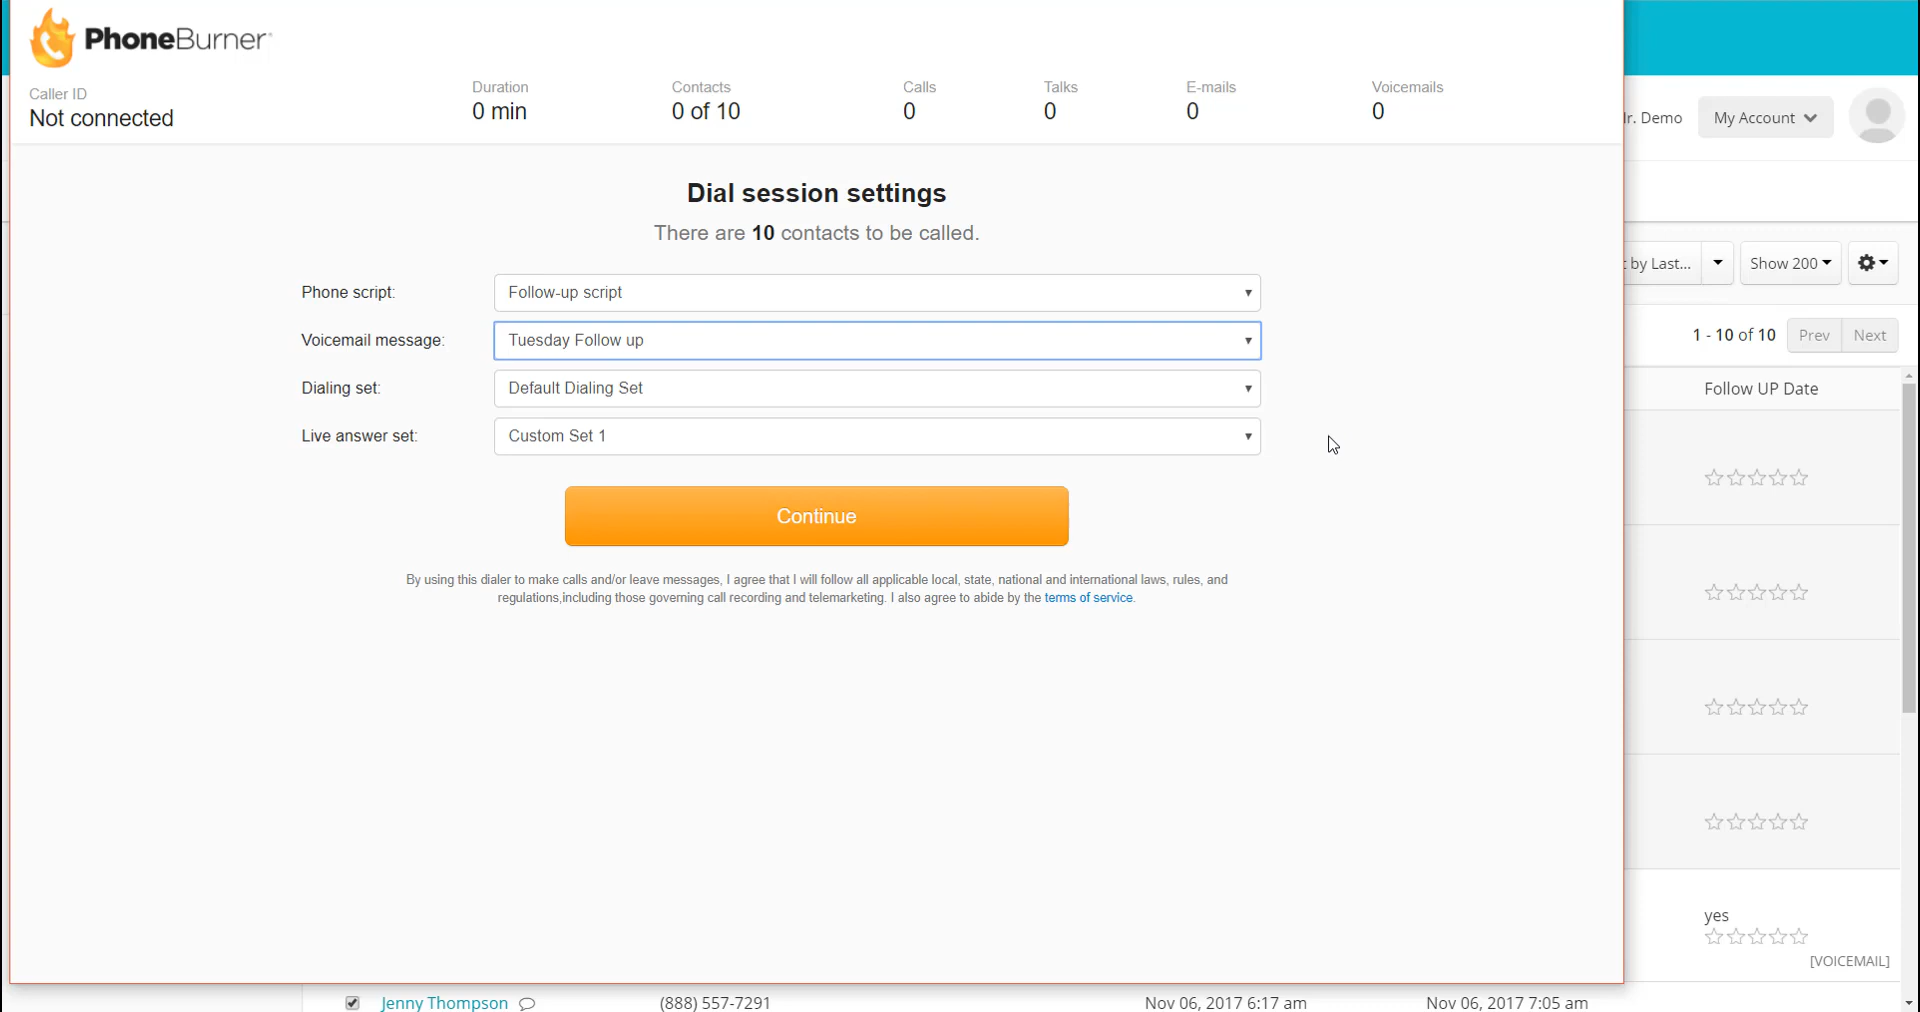 PhoneBurner
Caller ID
Not connected
Duration
0 min
Contacts
0 of 10
Calls
0
Talks
0
E-mails
0
Voicemails
0
r. Demo
My Account
Dial session settings
There are 10 contacts to be called.
Phone script:
Follow-up script
Voicemail message:
Tuesday Follow up
Dialing set:
Default Dialing Set
Live answer set:
Custom Set 1
Continue
By using this dialer to make calls and/or leave messages, I agree that I will follow all applicable local, state, national and international laws, rules, and
regulations,including those governing call recording and telemarketing. I also agree to abide by the terms of service.
by Last...
Show 200
1 - 10 of 10
Prev
Next
Follow UP Date
yes
[VOICEMAIL]
Jenny Thompson
(888) 557-7291
Nov 06, 2017 6:17 am
Nov 06, 2017 7:05 am